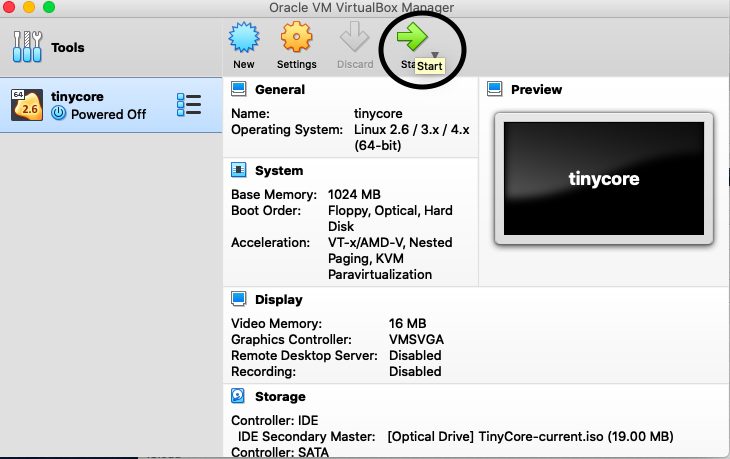 Oracle VM VirtualBox Manager
Tools
New
Settings
Discard
Start
64
2.6
tinycore
Powered Off
General
Name: tinycore
Operating System: Linux 2.6 / 3.x / 4.x
(64-bit)
System
Base Memory: 1024 MB
Boot Order: Floppy, Optical, Hard
Disk
Acceleration: VT-x/AMD-V, Nested
Paging, KVM
Paravirtualization
Preview
tinycore
Display
Video Memory: 16 MB
Graphics Controller: VMSVGA
Remote Desktop Server: Disabled
Recording: Disabled
Storage
Controller: IDE
IDE Secondary Master: [Optical Drive] TinyCore-current.iso (19.00 MB)
Controller: SATA